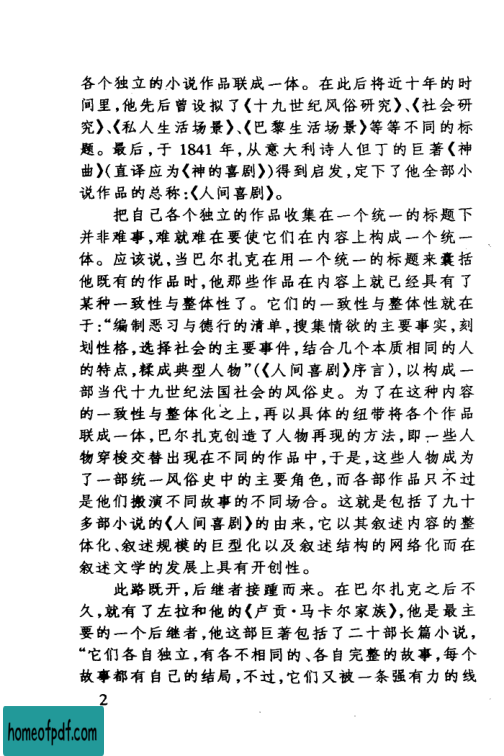 各个独立的小说作品联成一体。在此后将近十年的时
间里,他先后曾设拟了《十九世纪风俗研究》、《社会研
究》、《私人生活场景》、《巴黎生活场景》等等不同的标
题。最后,于 1841 年,从意大利诗人但丁的巨著《神
曲》(直译应为《神的喜剧》)得到启发,定下了他全部小
说作品的总称:《人间喜剧》。
把自己各个独立的作品收集在一个统一的标题下
并非难事,难就难在要使它们在内容上构成一个统一
体。应该说,当巴尔扎克在用一个统一的标题来囊括
他既有的作品时,他那些作品在内容上就已经具有了
某种一致性与整体性了。它们的一致性与整体性就在
于:“编制恶习与德行的清单,搜集情欲的主要事实,刻
划性格,选择社会的主要事件,结合几个本质相同的人
的特点,糅成典型人物”(《人间喜剧》序言),以构成一
部当代十九世纪法国社会的风俗史。为了在这种内容
的一致性与整体化之上,再以具体的纽带将各个作品
联成一体,巴尔扎克创造了人物再现的方法,即一些人
物穿梭交替出现在不同的作品中,于是,这些人物成为
了一部统一风俗史中的主要角色,而各部作品只不过
是他们搬演不同故事的不同场合。这就是包括了九十
多部小说的《人间喜剧》的由来,它以其叙述内容的整
体化、叙述规模的巨型化以及叙述结构的网络化而在
叙述文学的发展上具有开创性。
此路既开,后继者接踵而来。在巴尔扎克之后不
久,就有了左拉和他的《卢贡·马卡尔家族》,他是最主
要的一个后继者,他这部巨著包括了二十部长篇小说,
“它们各自独立,有各不相同的、各自完整的故事,每个
故事都有自己的结局,不过,它们又被一条强有力的线
2
homeofpdf.com